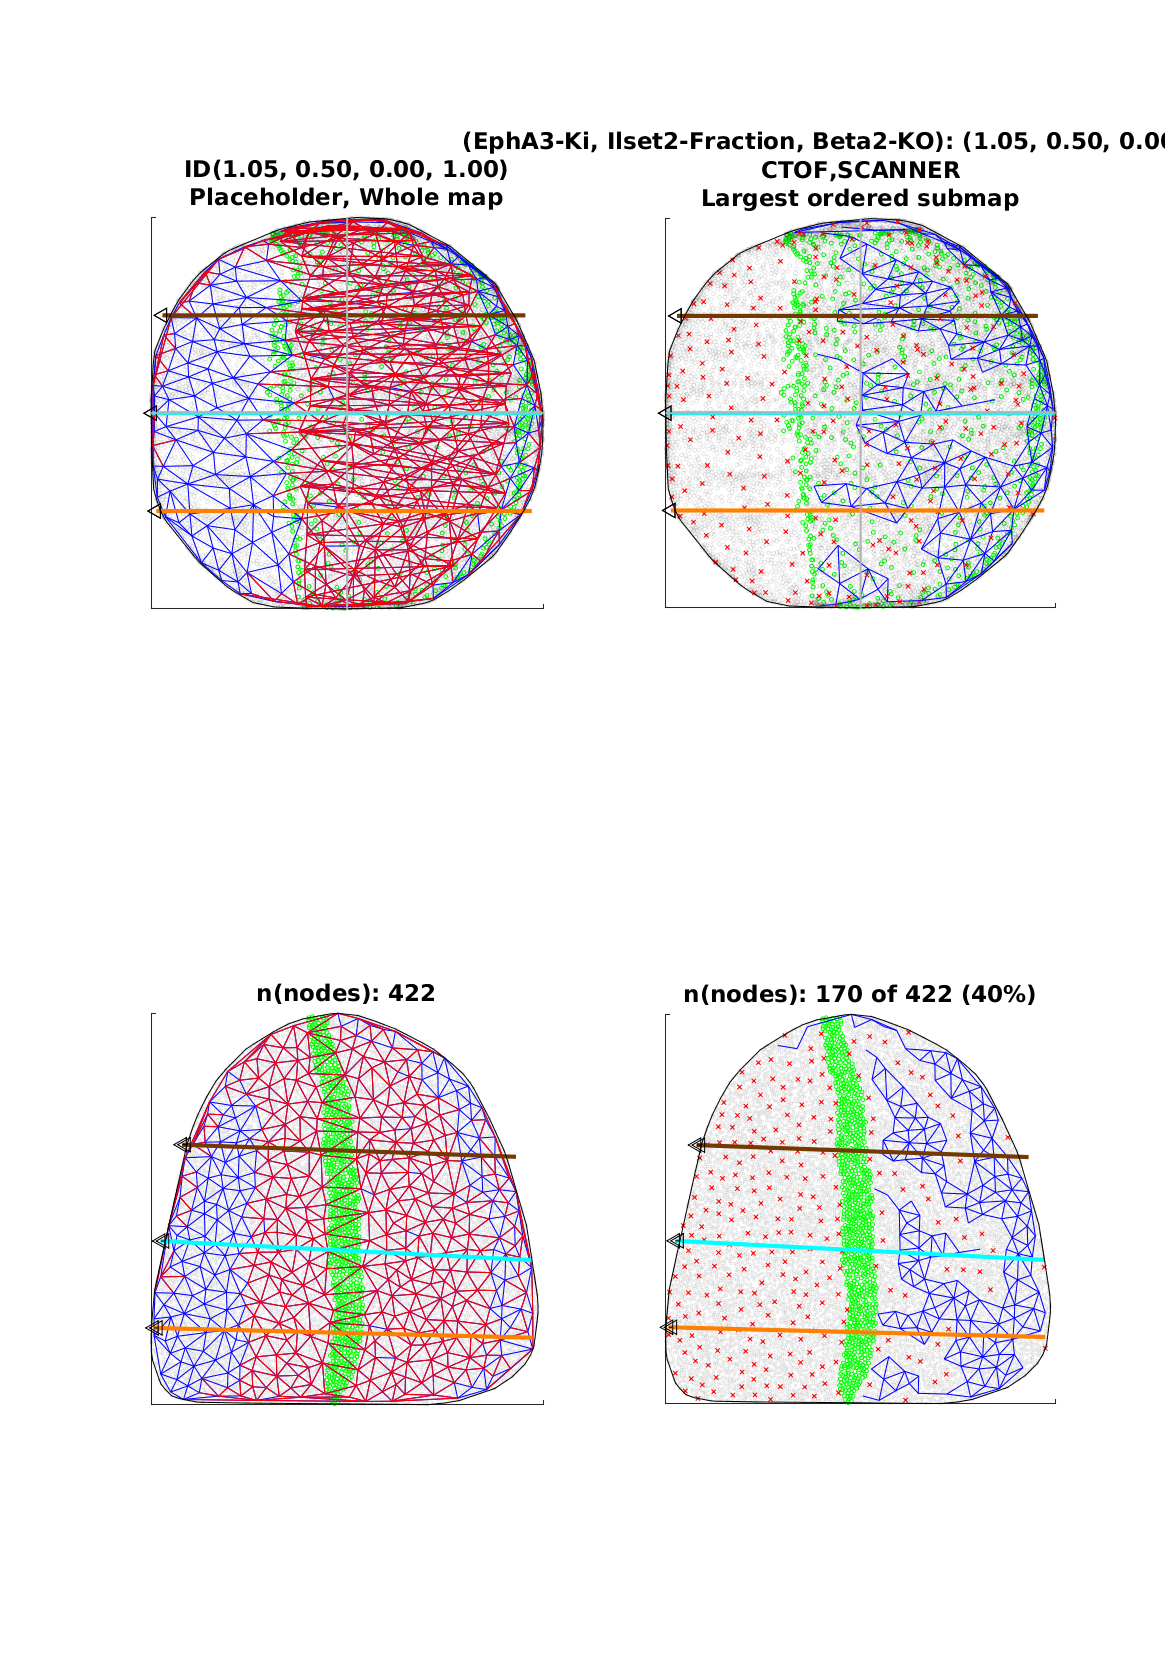 (EphA3-Ki, Ilset2-Fraction, Beta2-KO): (1.05, 0.50, 0.00
ID(1.05, 0.50, 0.00, 1.00)
Placeholder, Whole map
CTOF,SCANNER
Largest ordered submap
n(nodes): 422
n(nodes): 170 of 422 (40%)